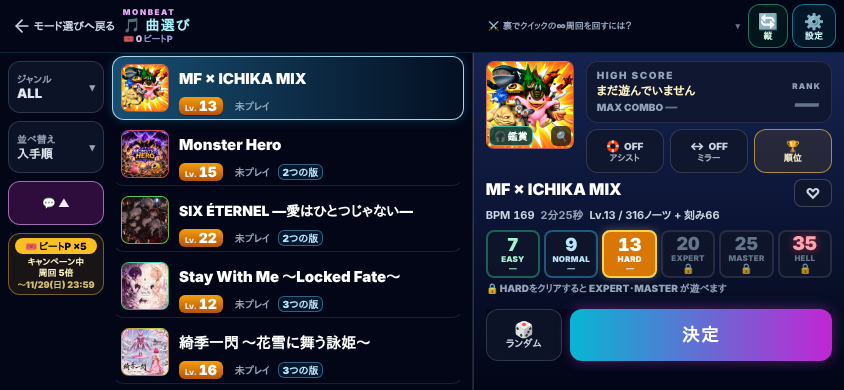 モード選びへ戻る
MONBEAT
🎵 曲選び
🎟 0 ビートP
⚔ 裏でクイックの∞周回を回すには？ ▼
🔄 縦
⚙ 設定
ジャンル
ALL ▼
並べ替え
入手順 ▼
💬 ▲
🎟 ビートP ×5
キャンペーン中
周回 5倍
〜11/29(日) 23:59
MF × ICHIKA MIX
Lv. 13 未プレイ
Monster Hero
Lv. 15 未プレイ 2つの版
SIX ÉTERNEL —愛はひとつじゃない—
Lv. 22 未プレイ 2つの版
Stay With Me 〜Locked Fate〜
Lv. 12 未プレイ 3つの版
綺季一閃 〜花雪に舞う詠姫〜
Lv. 16 未プレイ 3つの版
🎧 鑑賞 🔍
HIGH SCORE
まだ遊んでいません
MAX COMBO —
RANK
—
🛟 OFF
アシスト
↔ OFF
ミラー
🏆
順位
MF × ICHIKA MIX
BPM 169 2分25秒 Lv.13 / 316ノーツ + 刻み66
7
EASY
—
9
NORMAL
—
13
HARD
—
20
EXPERT
🔒
25
MASTER
🔒
35
HELL
🔒
🔒 HARDをクリアすると EXPERT·MASTER が遊べます
🎲
ランダム
決定